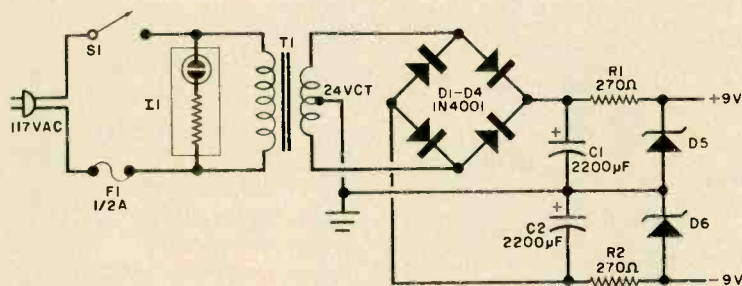 S1
117VAC
F1
1/2A
I1
T1
24VCT
D1-D4
1N4001
R1
270Ω
+9V
+
C1
2200µF
D5
+
C2
2200µF
D6
R2
270Ω
-9V